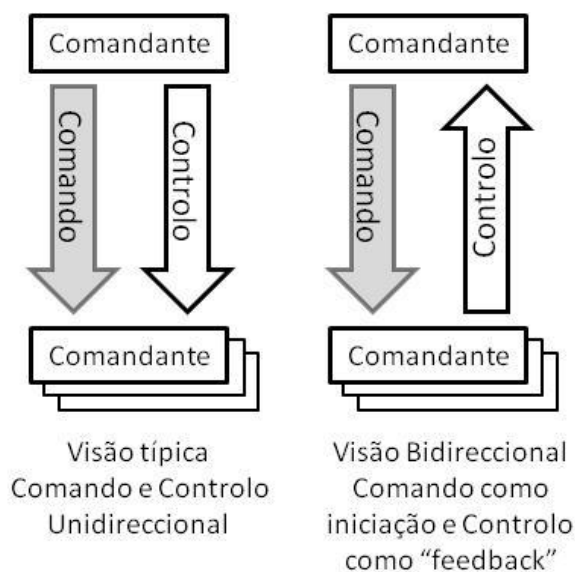 Comandante
Comando
Controlo
Comandante
Visão típica
Comando e Controlo
Unidireccional
Comandante
Comando
Controlo
Comandante
Visão Bidireccional
Comando como
iniciação e Controlo
como “feedback”